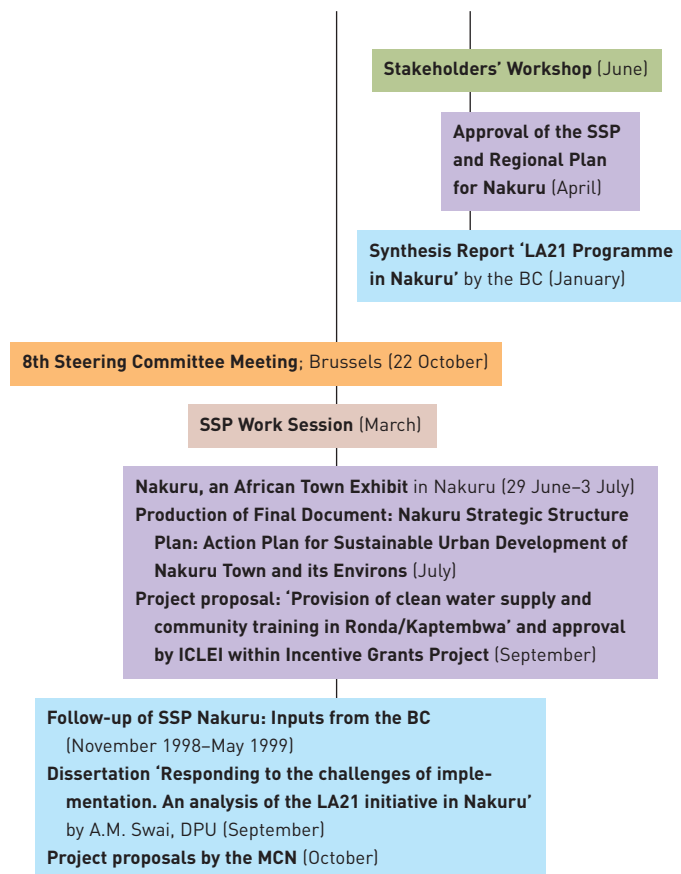 Stakeholders’ Workshop (June)
Approval of the SSP
and Regional Plan
for Nakuru (April)
Synthesis Report ‘LA21 Programme
in Nakuru’ by the BC (January)
8th Steering Committee Meeting; Brussels (22 October)
SSP Work Session (March)
Nakuru, an African Town Exhibit in Nakuru (29 June–3 July)
Production of Final Document: Nakuru Strategic Structure
Plan: Action Plan for Sustainable Urban Development of
Nakuru Town and its Environs (July)
Project proposal: ‘Provision of clean water supply and
community training in Ronda/Kaptembwa’ and approval
by ICLEI within Incentive Grants Project (September)
Follow-up of SSP Nakuru: Inputs from the BC
(November 1998–May 1999)
Dissertation ‘Responding to the challenges of imple-
mentation. An analysis of the LA21 initiative in Nakuru’
by A.M. Swai, DPU (September)
Project proposals by the MCN (October)